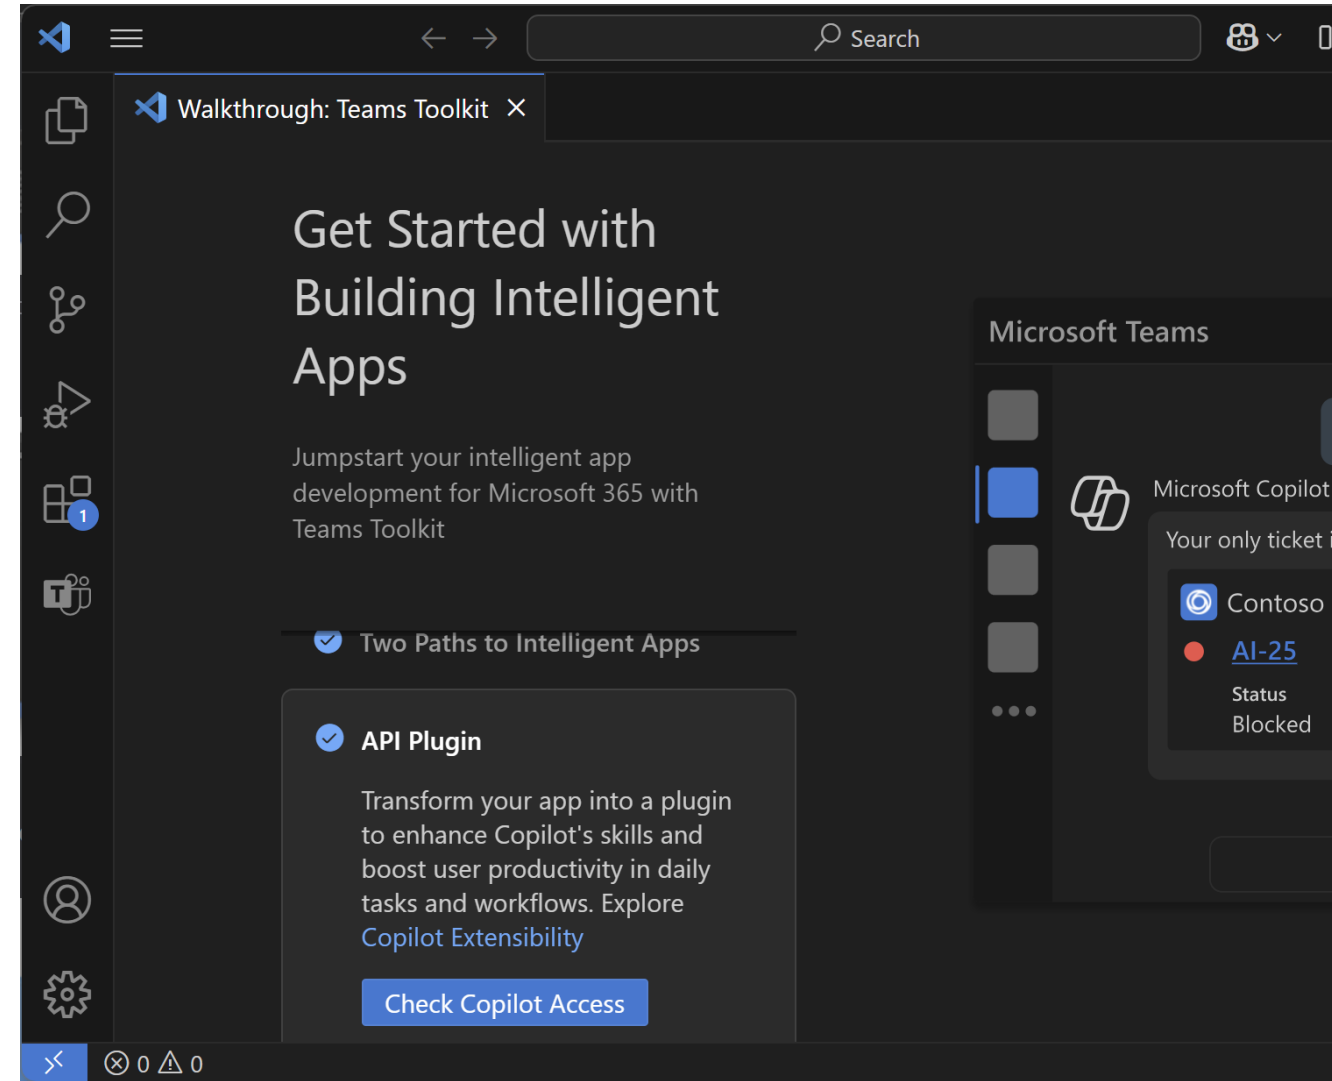 Search
Walkthrough: Teams Toolkit
Get Started with
Building Intelligent
Apps
Jumpstart your intelligent app
development for Microsoft 365 with
Teams Toolkit
Two Paths to Intelligent Apps
API Plugin
Transform your app into a plugin
to enhance Copilot's skills and
boost user productivity in daily
tasks and workflows. Explore
Copilot Extensibility
Check Copilot Access
Microsoft Teams
Microsoft Copilot
Your only ticket
Contoso
AI-25
Status
Blocked
1
T
0 0